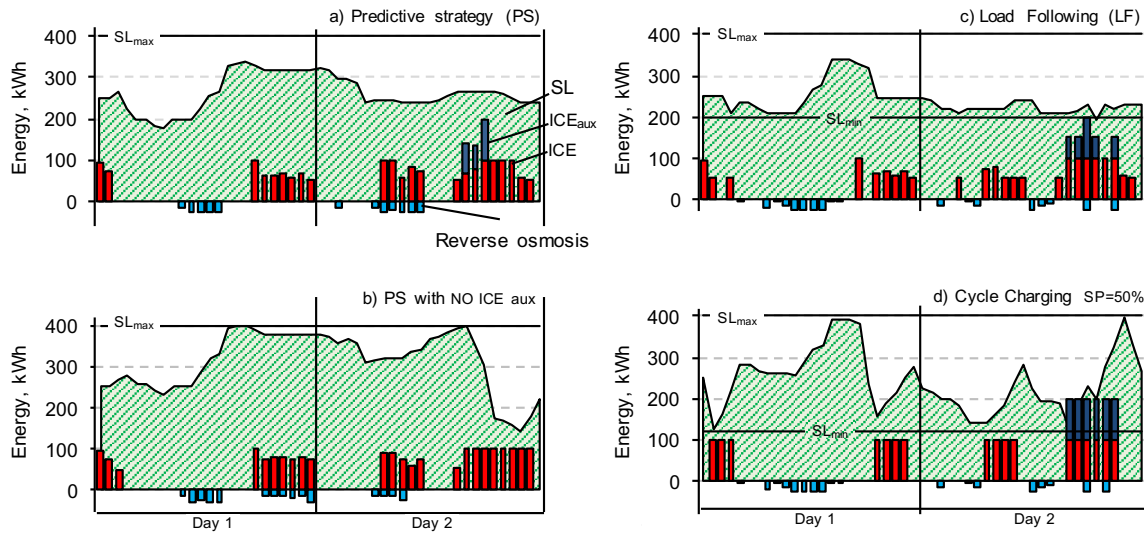 a) Predictive strategy (PS)
400
SLmax
300
200
100
0
Energy, kWh
SL
ICEaux
ICE
Reverse osmosis
c) Load Following (LF)
400
SLmax
300
200
100
0
Energy, kWh
SLmin
b) PS with NO ICE aux
400
SLmax
300
200
100
0
Energy, kWh
Day 1
Day 2
d) Cycle Charging SP=50%
400
SLmax
300
200
100
0
Energy, kWh
SLmin
Day 1
Day 2